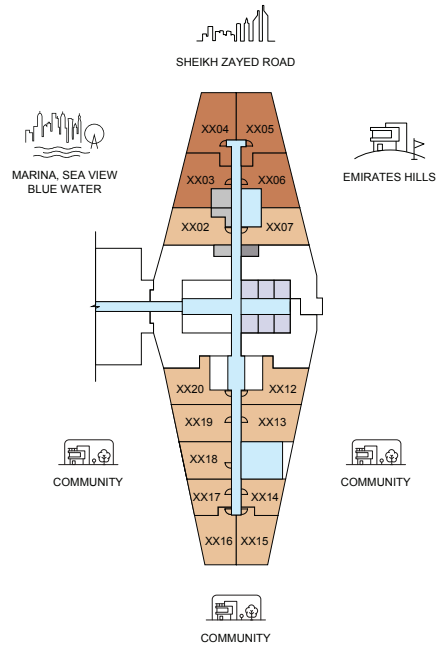 SHEIKH ZAYED ROAD
XX04 XX05
MARINA, SEA VIEW
BLUE WATER
EMIRATES HILLS
XX03 XX06
XX02 XX07
XX20 XX12
XX19 XX13
XX18
COMMUNITY
COMMUNITY
XX17 XX14
XX16 XX15
COMMUNITY